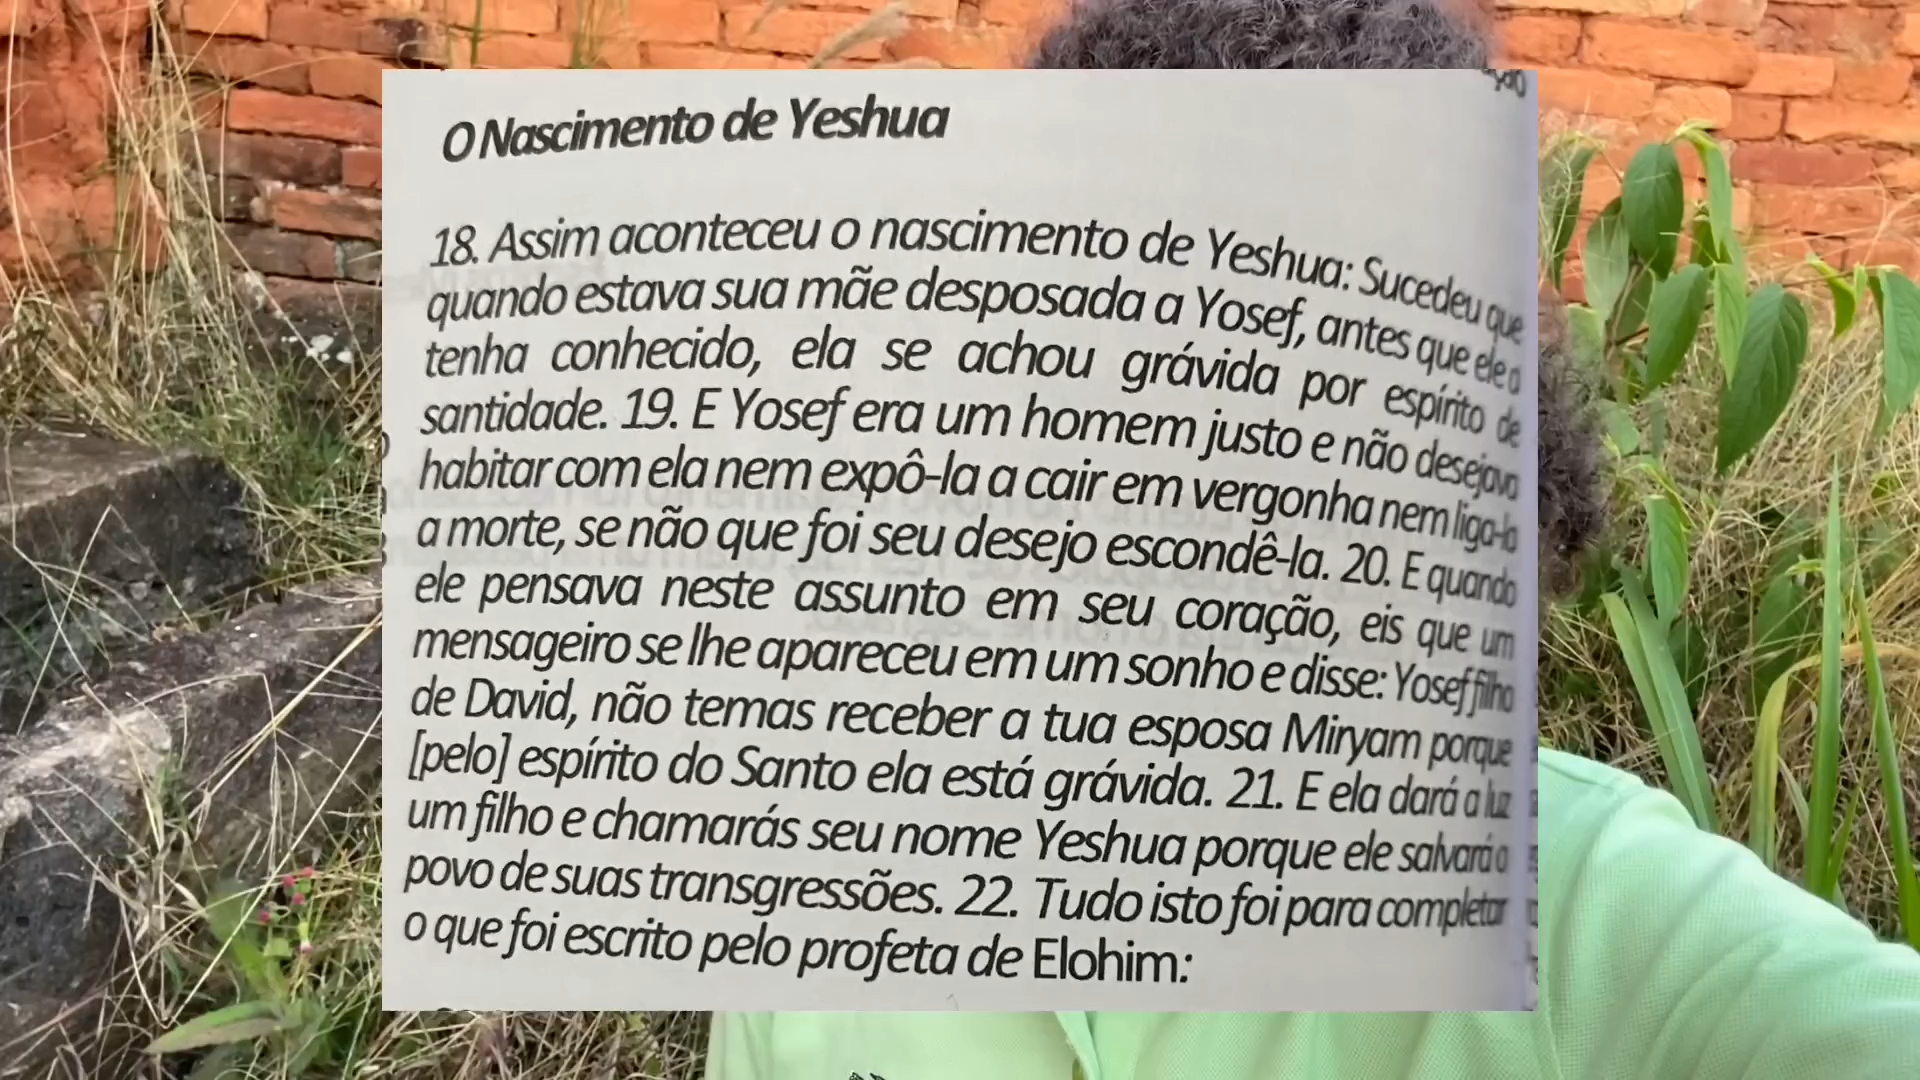 O Nascimento de Yeshua
18. Assim aconteceu o nascimento de Yeshua: Sucedeu que
quando estava sua mãe desposada a Yosef, antes que ele a
tenha conhecido, ela se achou grávida por espírito de
santidade. 19. E Yosef era um homem justo e não desejava
habitar com ela nem expô-la a cair em vergonha nem liga-la
a morte, se não que foi seu desejo escondê-la. 20. E quando
ele pensava neste assunto em seu coração, eis que um
mensageiro se lhe apareceu em um sonho e disse: Yosef filho
de David, não temas receber a tua esposa Miryam porque
[pelo] espírito do Santo ela está grávida. 21. E ela dará a luz
um filho e chamarás seu nome Yeshua porque ele salvará o
povo de suas transgressões. 22. Tudo isto foi para completar
o que foi escrito pelo profeta de Elohim: